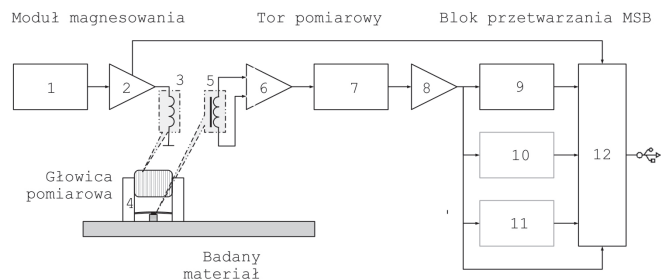 Moduł magnesowania
Tor pomiarowy
Blok przetwarzania MSB
1
2
3
5
6
7
8
9
10
11
12
4
Głowica
pomiarowa
Badany
materiał